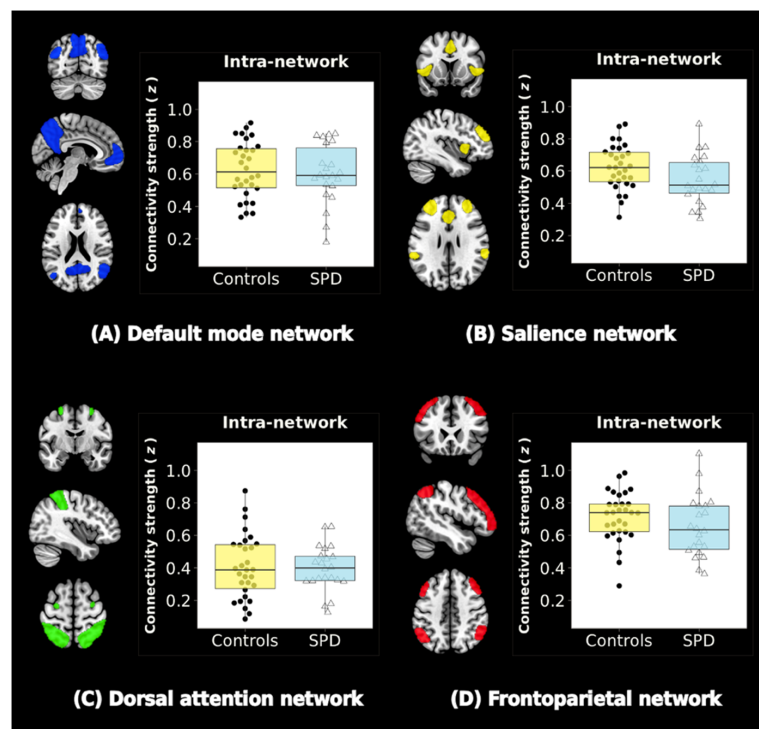 Intra-network
Connectivity strength (z)
1.0
0.8
0.6
0.4
0.2
Controls SPD
(A) Default mode network
Intra-network
Connectivity strength (z)
1.0
0.8
0.6
0.4
0.2
Controls SPD
(B) Salience network
Intra-network
Connectivity strength (z)
1.0
0.8
0.6
0.4
0.2
Controls SPD
(C) Dorsal attention network
Intra-network
Connectivity strength (z)
1.0
0.8
0.6
0.4
0.2
Controls SPD
(D) Frontoparietal network